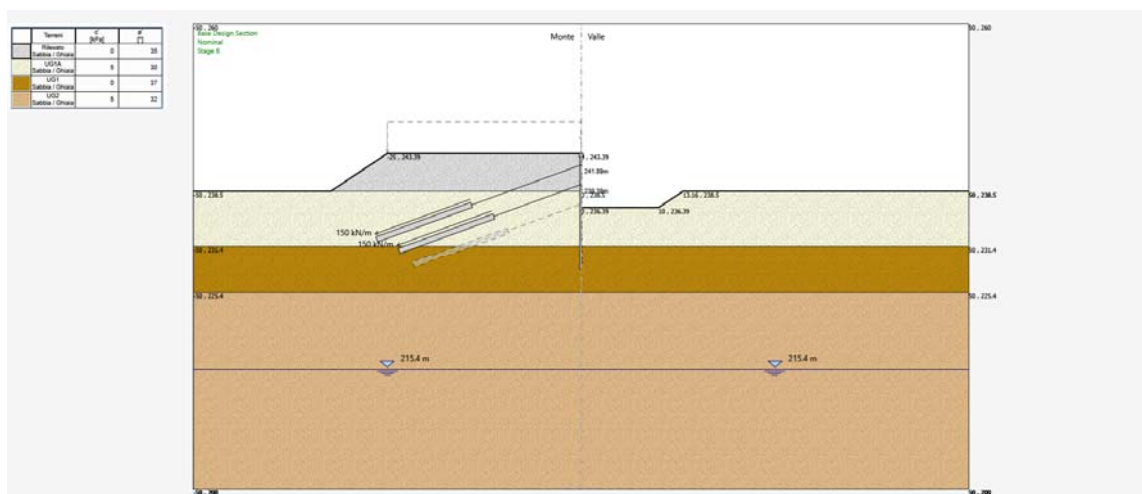 Terreni c' [kPa] ø' [°]
Rilevato Sabbia / Ghiaia 0 35
UG1A Sabbia / Ghiaia 30
UG1 Sabbia / Ghiaia 0 37
UG2 Sabbia / Ghiaia 5 32
-50 , 260
50 , 260
Base Design Section
Nominal
Stage 8
Monte Valle
-25 , 243.39
243.39
241.89m
-50 , 238.5
238.5
13.16 , 238.5
50 , 238.5
236.39
10 , 236.39
150 kN/m
150 kN/m
-50 , 231.4
50 , 231.4
-50 , 225.4
50 , 225.4
215.4 m
215.4 m